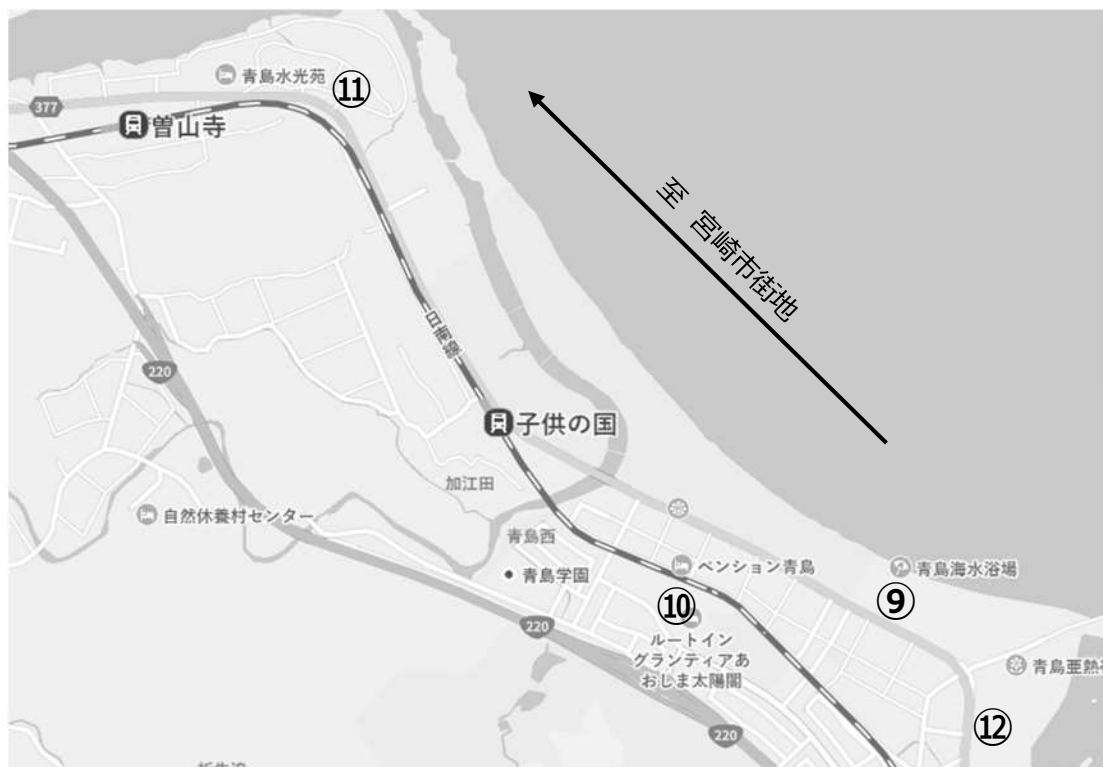 青島水光苑
⑪
377
曽山寺
至 宮崎市街地
日南線
220
子供の国
加江田
自然休養村センター
青島西
青島学園
ペンション青島
青島海水浴場
⑨
⑩
220
ルートイン
グランティアあ
おしま太陽閣
青島亜熱
⑫
220